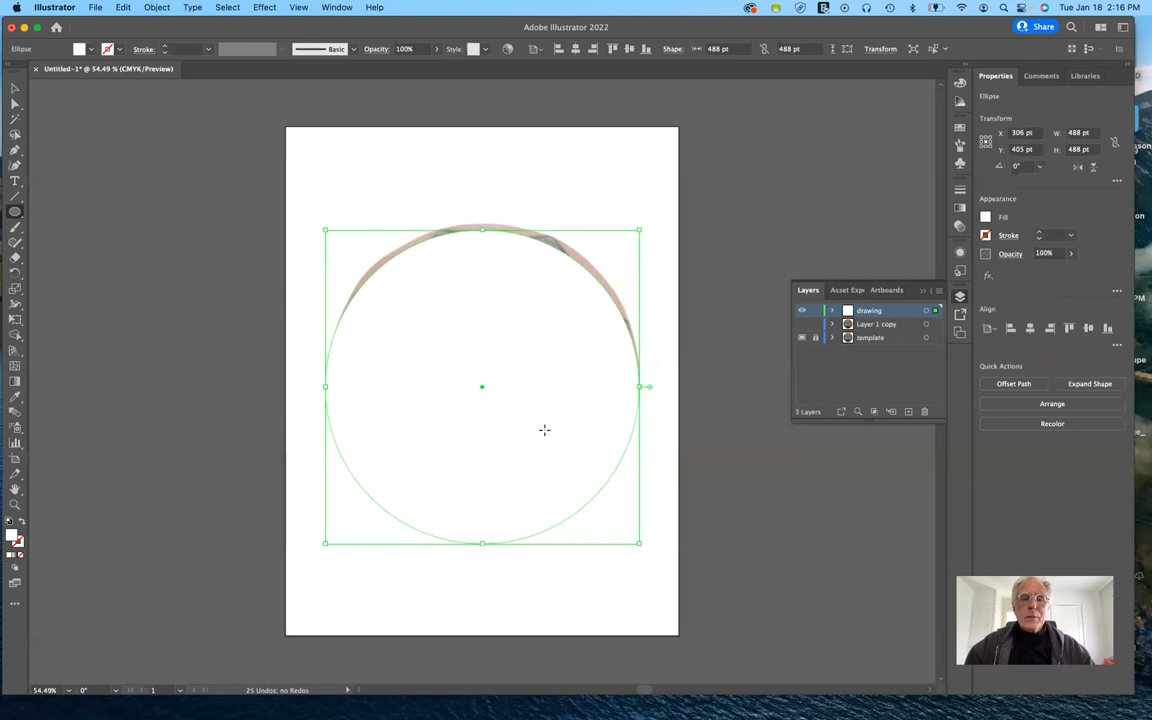 Illustrator File Edit Object Type Select Effect View Window Help Tue Jan 18 2:16 PM
Adobe Illustrator 2022
Share
Ellipse Stroke: Basic Opacity: 100% Style: Shape: 488 pt 488 pt Transform
× Untitled-1* @ 54.49 % (CMYK/Preview)
Properties Comments Libraries
Ellipse
Transform
X: 306 pt W: 488 pt
Y: 405 pt H: 488 pt
0°
Appearance
Fill
Stroke
Opacity 100%
fx
Align
Quick Actions
Offset Path Expand Shape
Arrange
Recolor
Layers Asset Exp Artboards
drawing
Layer 1 copy
template
3 Layers
54.49% 0° 1 25 Undos: no Redos